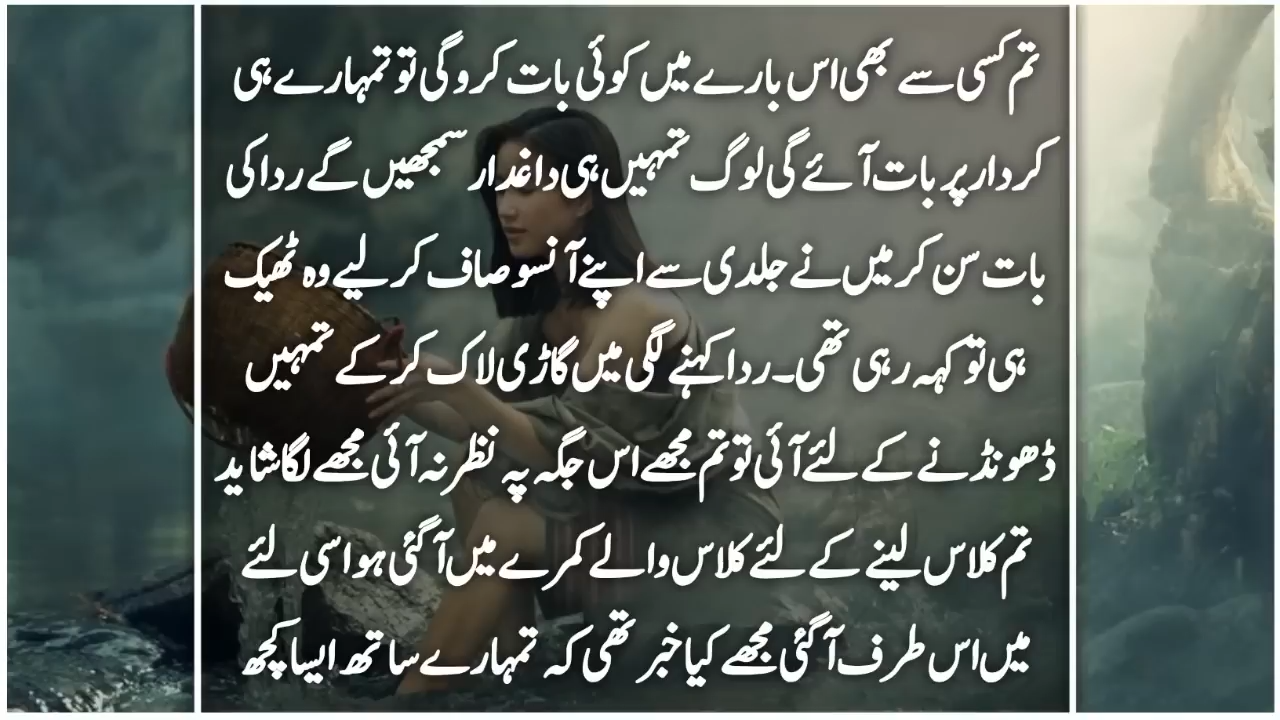 تم کسی سے بھی اس بارے میں کوئی بات کروگی تو تمہارے ہی
کردار پر بات آئے گی لوگ تمہیں ہی داغدار سمجھیں گے ردا کی
بات سن کر میں نے جلدی سے اپنے آنسو صاف کر لیے وہ ٹھیک
ہی تو کہہ رہی تھی۔ ردا کہنے لگی میں گاڑی لاک کر کے تمہیں
ڈھونڈنے کے لئے آئی تو تم مجھے اس جگہ پہ نظر نہ آئی مجھے لگا شاید
تم کلاس لینے کے لئے کلاس والے کمرے میں آگئی ہو اسی لئے
میں اس طرف آگئی مجھے کیا خبر تھی کہ تمہارے ساتھ ایسا کچھ